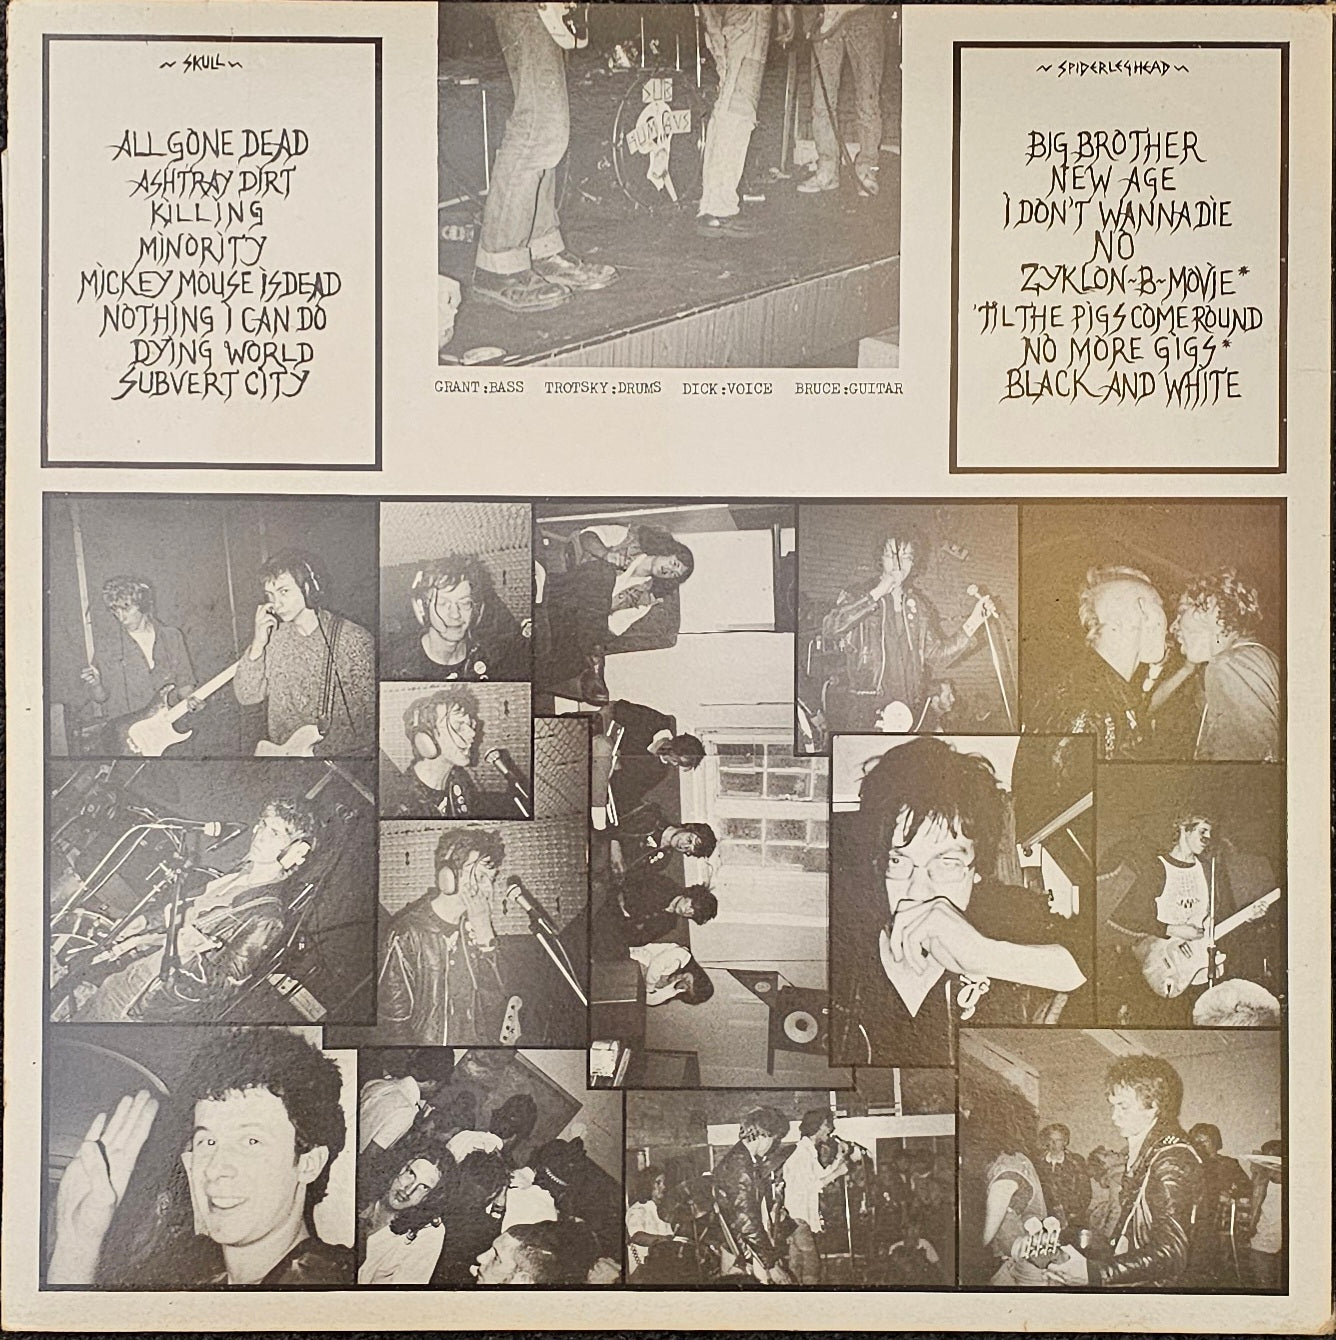 ~ SKULL ~
ALL GONE DEAD
ASHTRAY DIRT
KILLING
MINORITY
MICKEY MOUSE IS DEAD
NOTHING I CAN DO
DYING WORLD
SUBVERT CITY
SUB
HUMANS
GRANT:BASS TROTSKY:DRUMS DICK:VOICE BRUCE:GUITAR
~ SPIDERLEGHEAD ~
BIG BROTHER
NEW AGE
I DON'T WANNA DIE
NO
ZYKLON-B-MOVIE*
'TIL THE PIGS COME ROUND
NO MORE GIGS*
BLACK AND WHITE